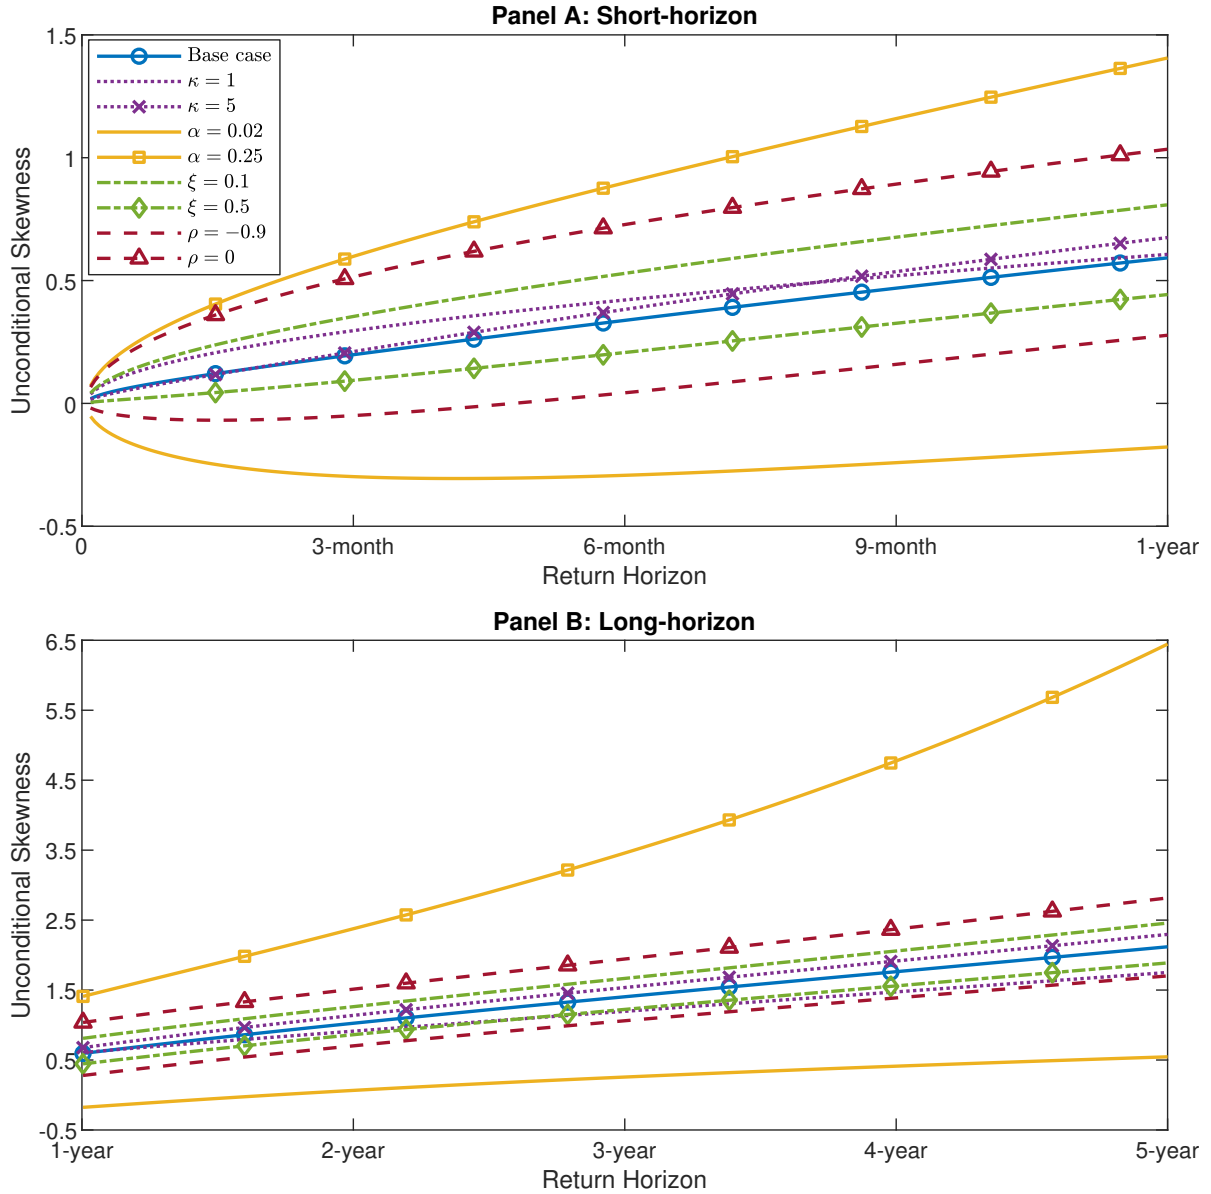 Panel A: Short-horizon
1.5
1
0.5
0
-0.5
Unconditional Skewness
Base case
κ = 1
κ = 5
α = 0.02
α = 0.25
ξ = 0.1
ξ = 0.5
ρ = −0.9
ρ = 0
0 3-month 6-month 9-month 1-year
Return Horizon
Panel B: Long-horizon
6.5
5.5
4.5
3.5
2.5
1.5
0.5
-0.5
Unconditional Skewness
1-year 2-year 3-year 4-year 5-year
Return Horizon